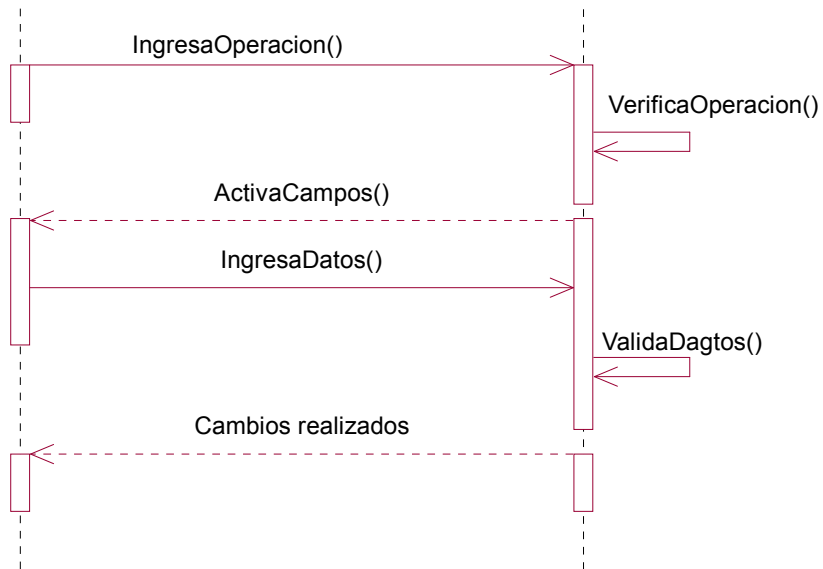 IngresaOperacion()
VerificaOperacion()
ActivaCampos()
IngresaDatos()
ValidaDagtos()
Cambios realizados